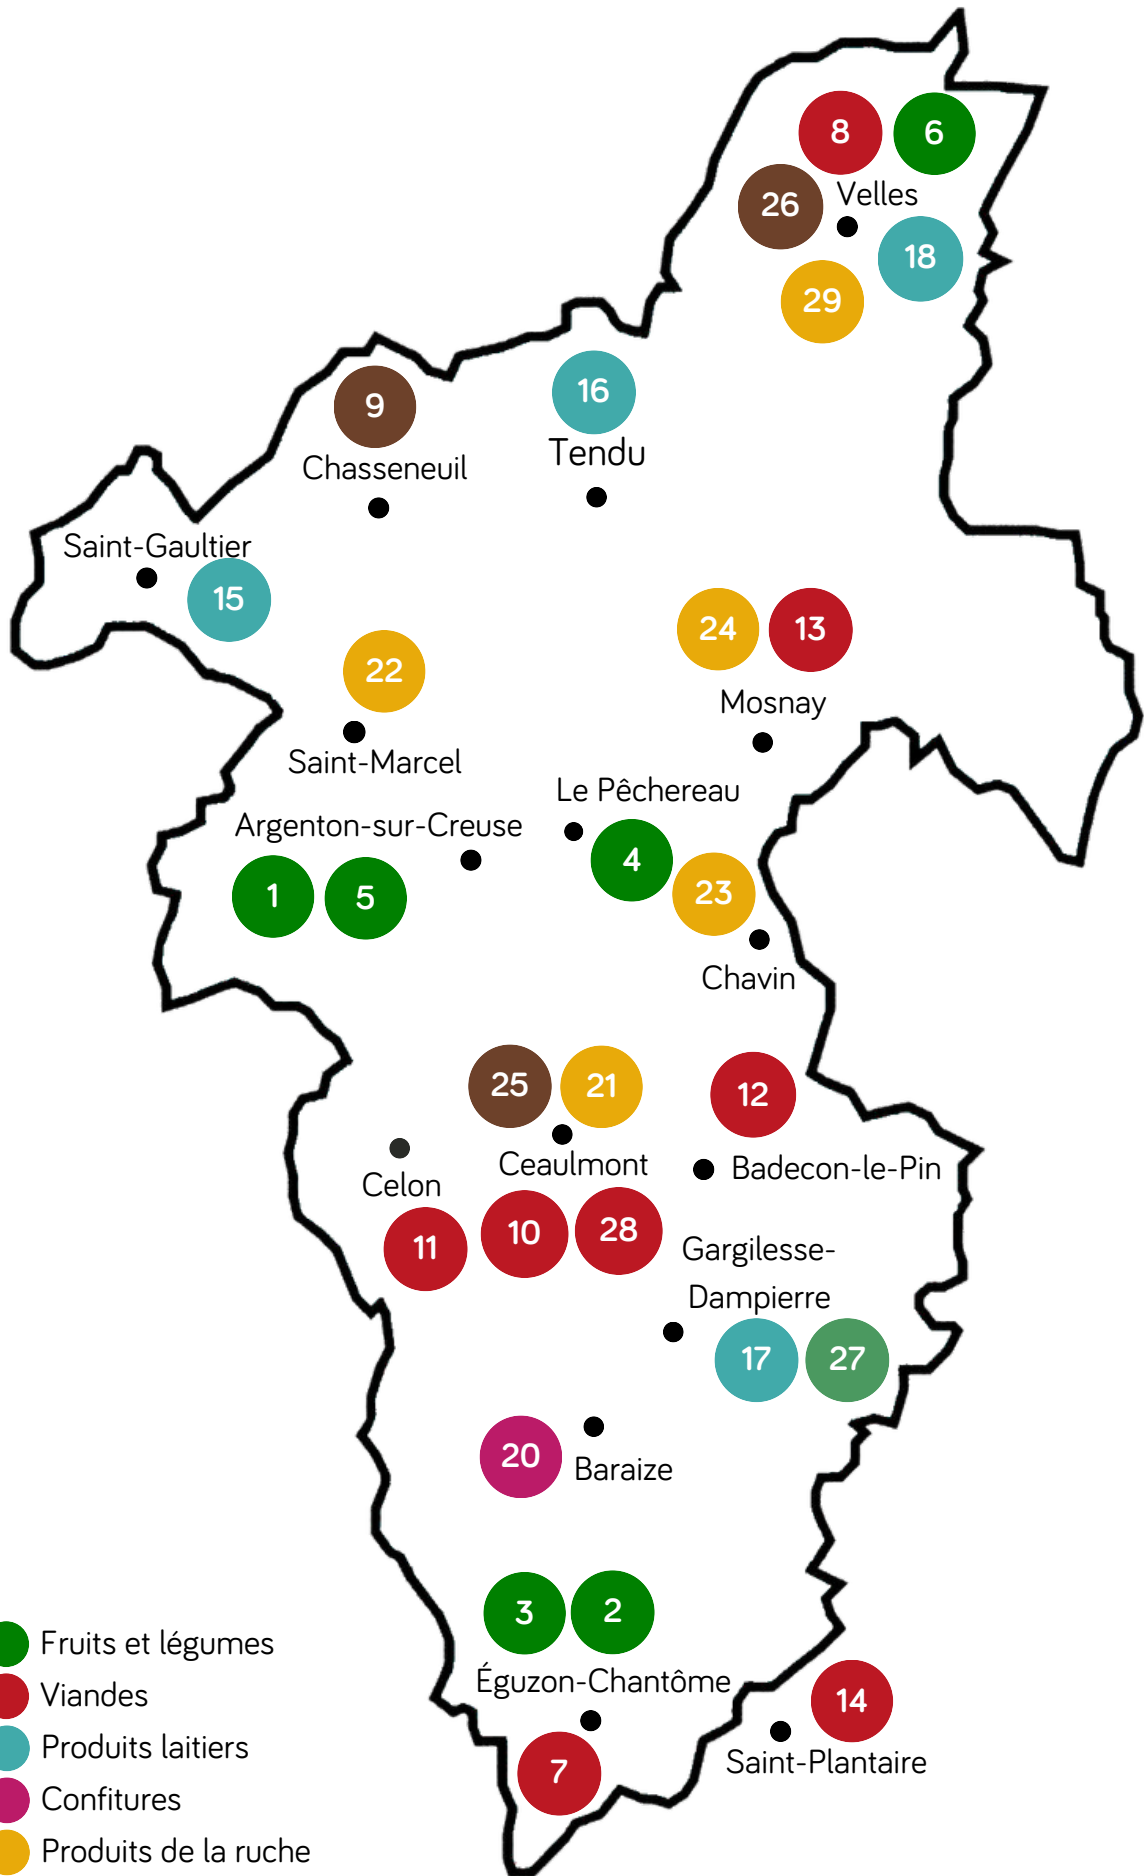 8
6
26
Velles
18
29
9
16
Chasseneuil
Tendu
Saint-Gaultier
15
24
13
22
Mosnay
Saint-Marcel
Le Pêchereau
Argenton-sur-Creuse
4
23
1
5
Chavin
25
21
12
Ceaulmont
Badecon-le-Pin
Celon
11
10
28
Gargilesse-
Dampierre
17
27
20
Baraize
3
2
Éguzon-Chantôme
14
7
Saint-Plantaire
Fruits et légumes
Viandes
Produits laitiers
Confitures
Produits de la ruche